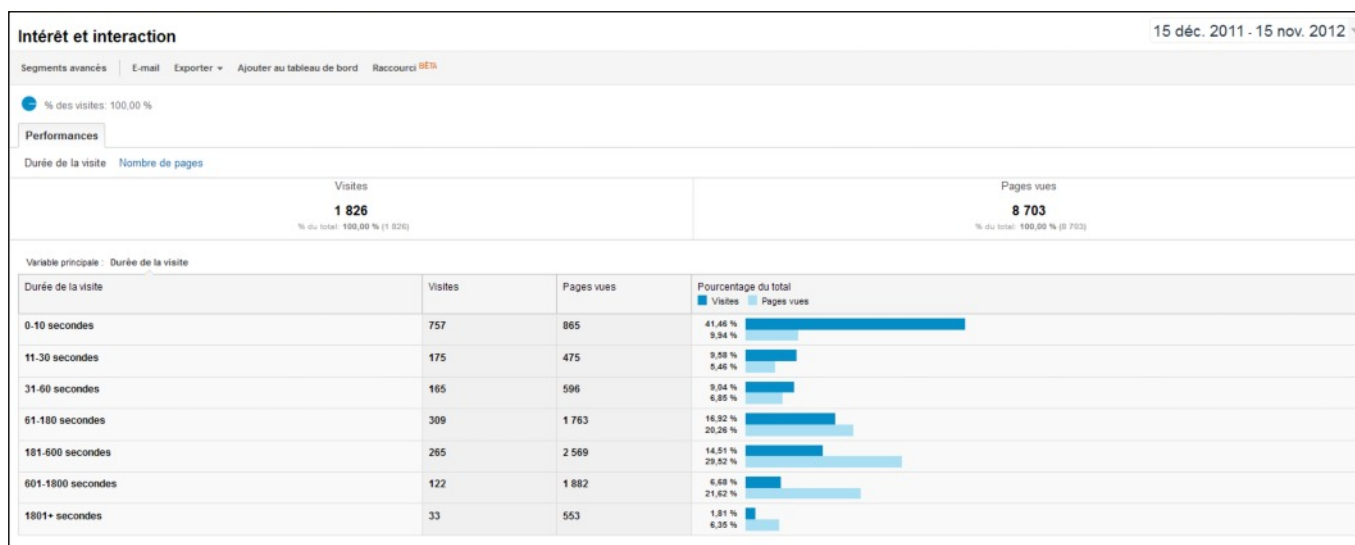 Intérêt et interaction
15 déc. 2011 - 15 nov. 2012
Segments avancés E-mail Exporter Ajouter au tableau de bord Raccourci BÊTA
% des visites: 100,00 %
Performances
Durée de la visite Nombre de pages
Visites Pages vues
1 826 8 703
% du total: 100,00 % (1 826) % du total: 100,00 % (8 703)
Variable principale : Durée de la visite
Durée de la visite Visites Pages vues Pourcentage du total
Visites Pages vues
0-10 secondes 757 865 41,46 %
9,94 %
11-30 secondes 175 475 9,58 %
5,46 %
31-60 secondes 165 596 9,04 %
6,85 %
61-180 secondes 309 1 763 16,92 %
20,26 %
181-600 secondes 265 2 569 14,51 %
29,52 %
601-1800 secondes 122 1 882 6,68 %
21,62 %
1801+ secondes 33 553 1,81 %
6,35 %